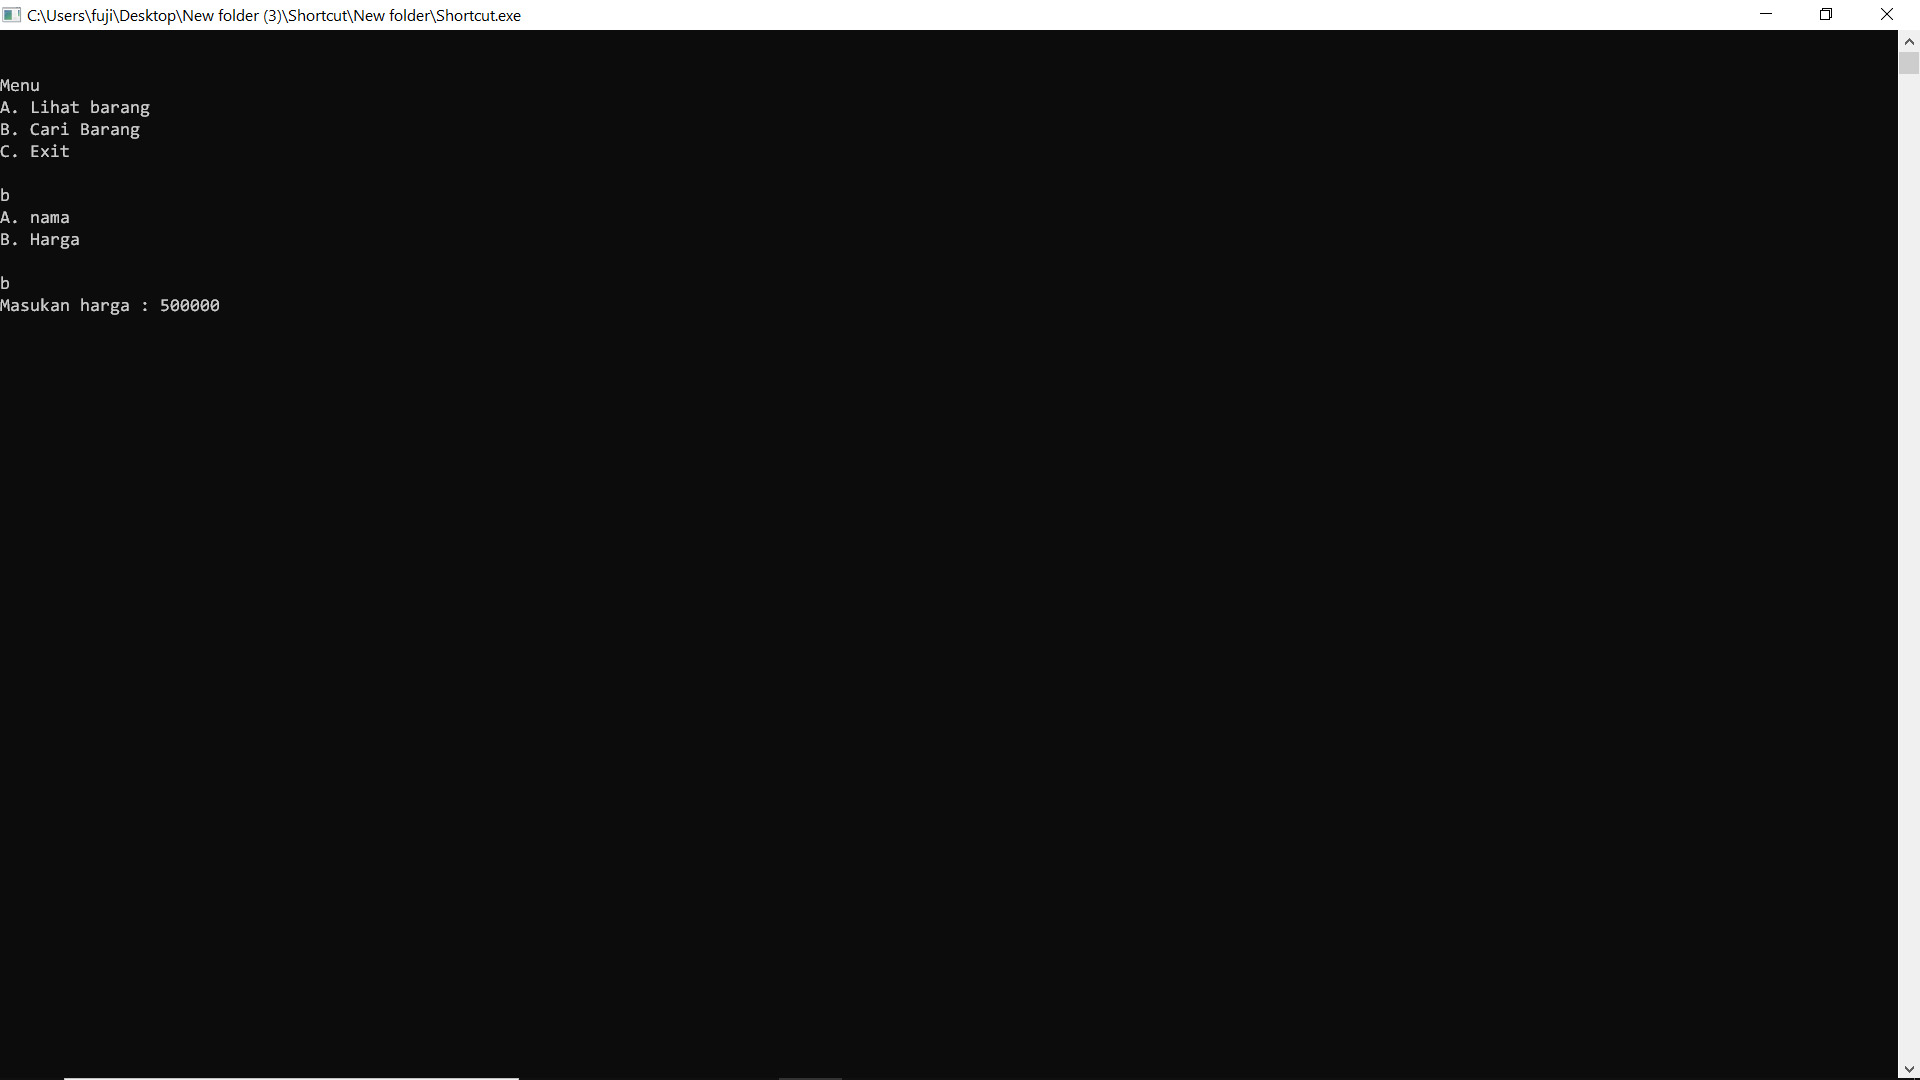 C:\Users\fuji\Desktop\New folder (3)\Shortcut\New folder\Shortcut.exe
Menu
A. Lihat barang
B. Cari Barang
C. Exit
b
A. nama
B. Harga
b
Masukan harga : 500000